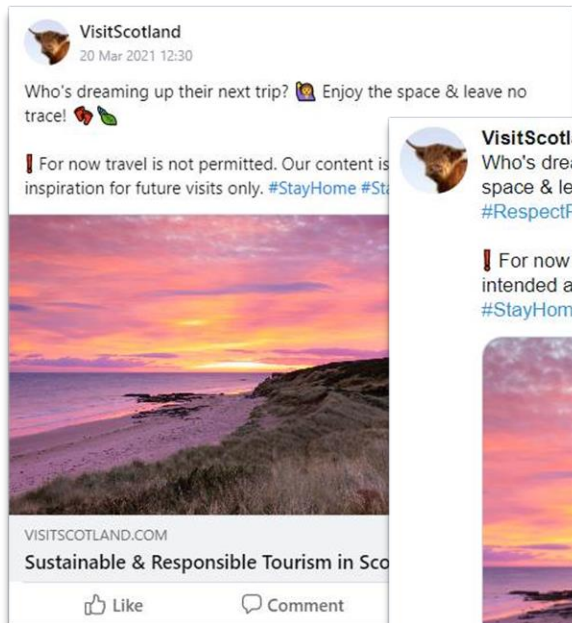 VisitScotland
20 Mar 2021 12:30
Who's dreaming up their next trip? 🙋 Enjoy the space & leave no
trace! 👣🍃
❗ For now travel is not permitted. Our content is
inspiration for future visits only. #StayHome #Sta
VISITSCOTLAND.COM
Sustainable & Responsible Tourism in Sco
Like
Comment
VisitScotl
Who's drea
space & le
#Respect
❗ For now
intended a
#StayHom